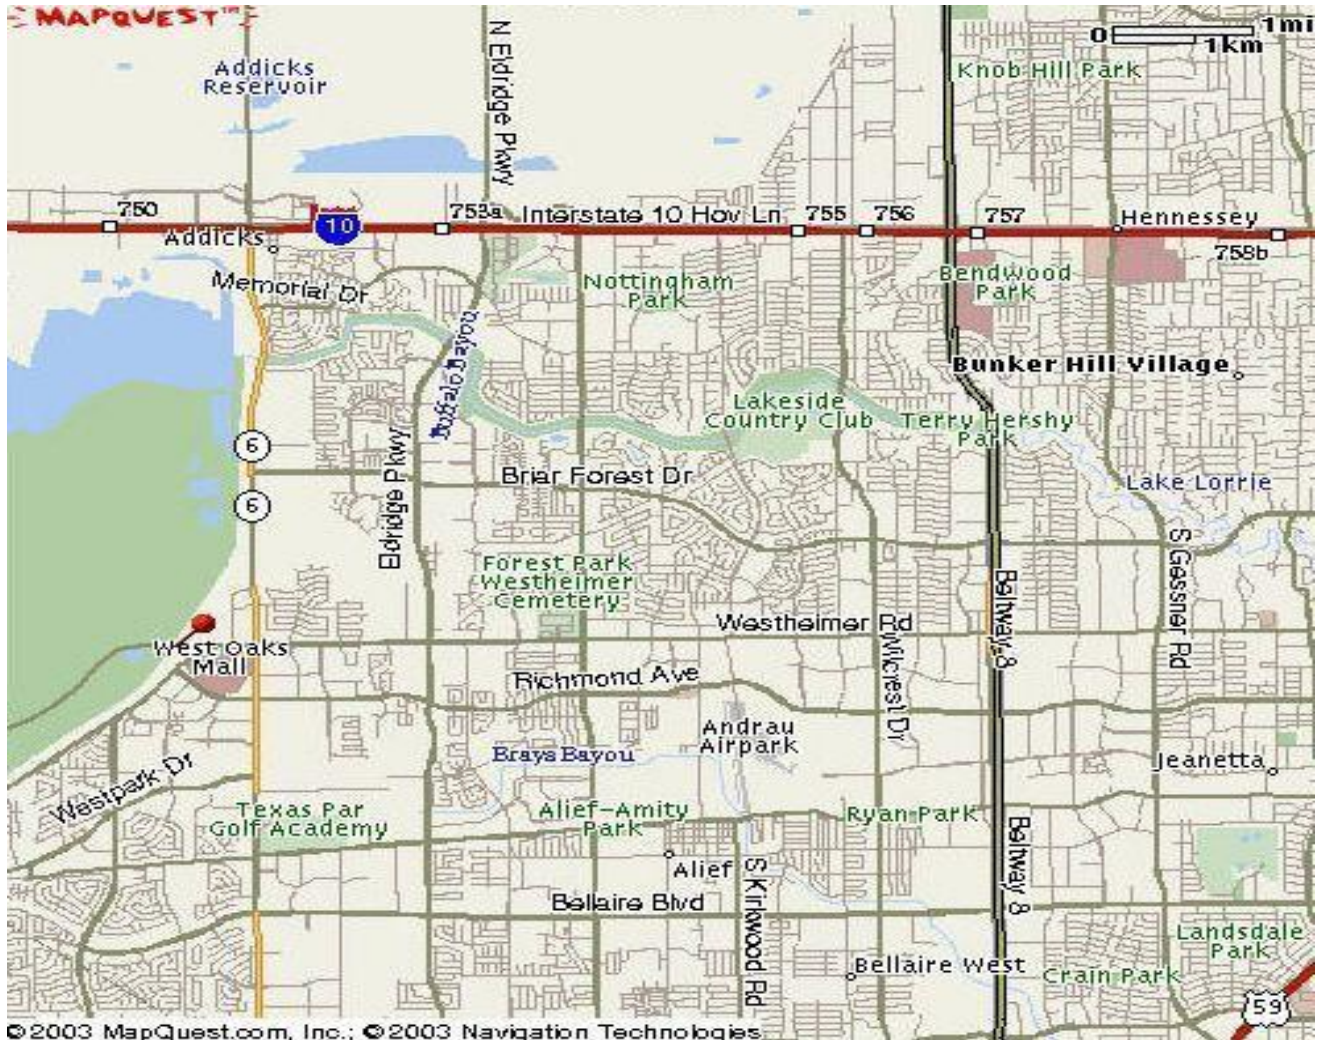 MAPQUEST™
0 1mi
1km
Addicks
Reservoir
N Eldridge Pkwy
Knob Hill Park
750
10
753a
Interstate 10 Hov Ln
755
756
757
Hennessey
758b
Addicks
Memorial Dr
Nottingham
Park
Bendwood
Park
Buffalo Bayou
Bunker Hill Village
Lakeside
Country Club
Terry Hershy
Park
6
Eldridge Pkwy
Briar Forest Dr
Lake Lorrie
6
Forest Park
Westheimer
Cemetery
S Gessner Rd
Beltway 8
Westheimer Rd
West Oaks
Mall
Wilcrest Dr
Richmond Ave
Andrau
Airpark
Brays Bayou
Jeanetta
Westpark Dr
Texas Par
Golf Academy
Alief-Amity
Park
Ryan Park
Beltway 8
Alief
S Kirkwood Rd
Bellaire Blvd
Landsdale
Park
Bellaire West
Crain Park
59
©2003 MapQuest.com, Inc.; ©2003 Navigation Technologies